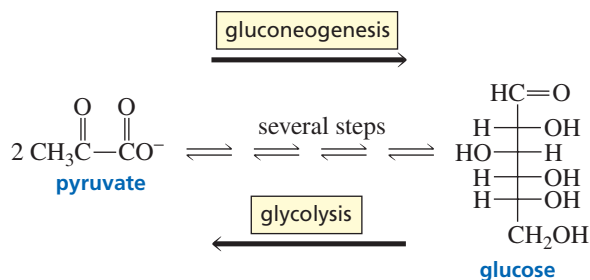 gluconeogenesis
O O
2 CH₃C—CO⁻
pyruvate
several steps
glycolysis
HC=O
H OH
HO H
H OH
H OH
CH₂OH
glucose